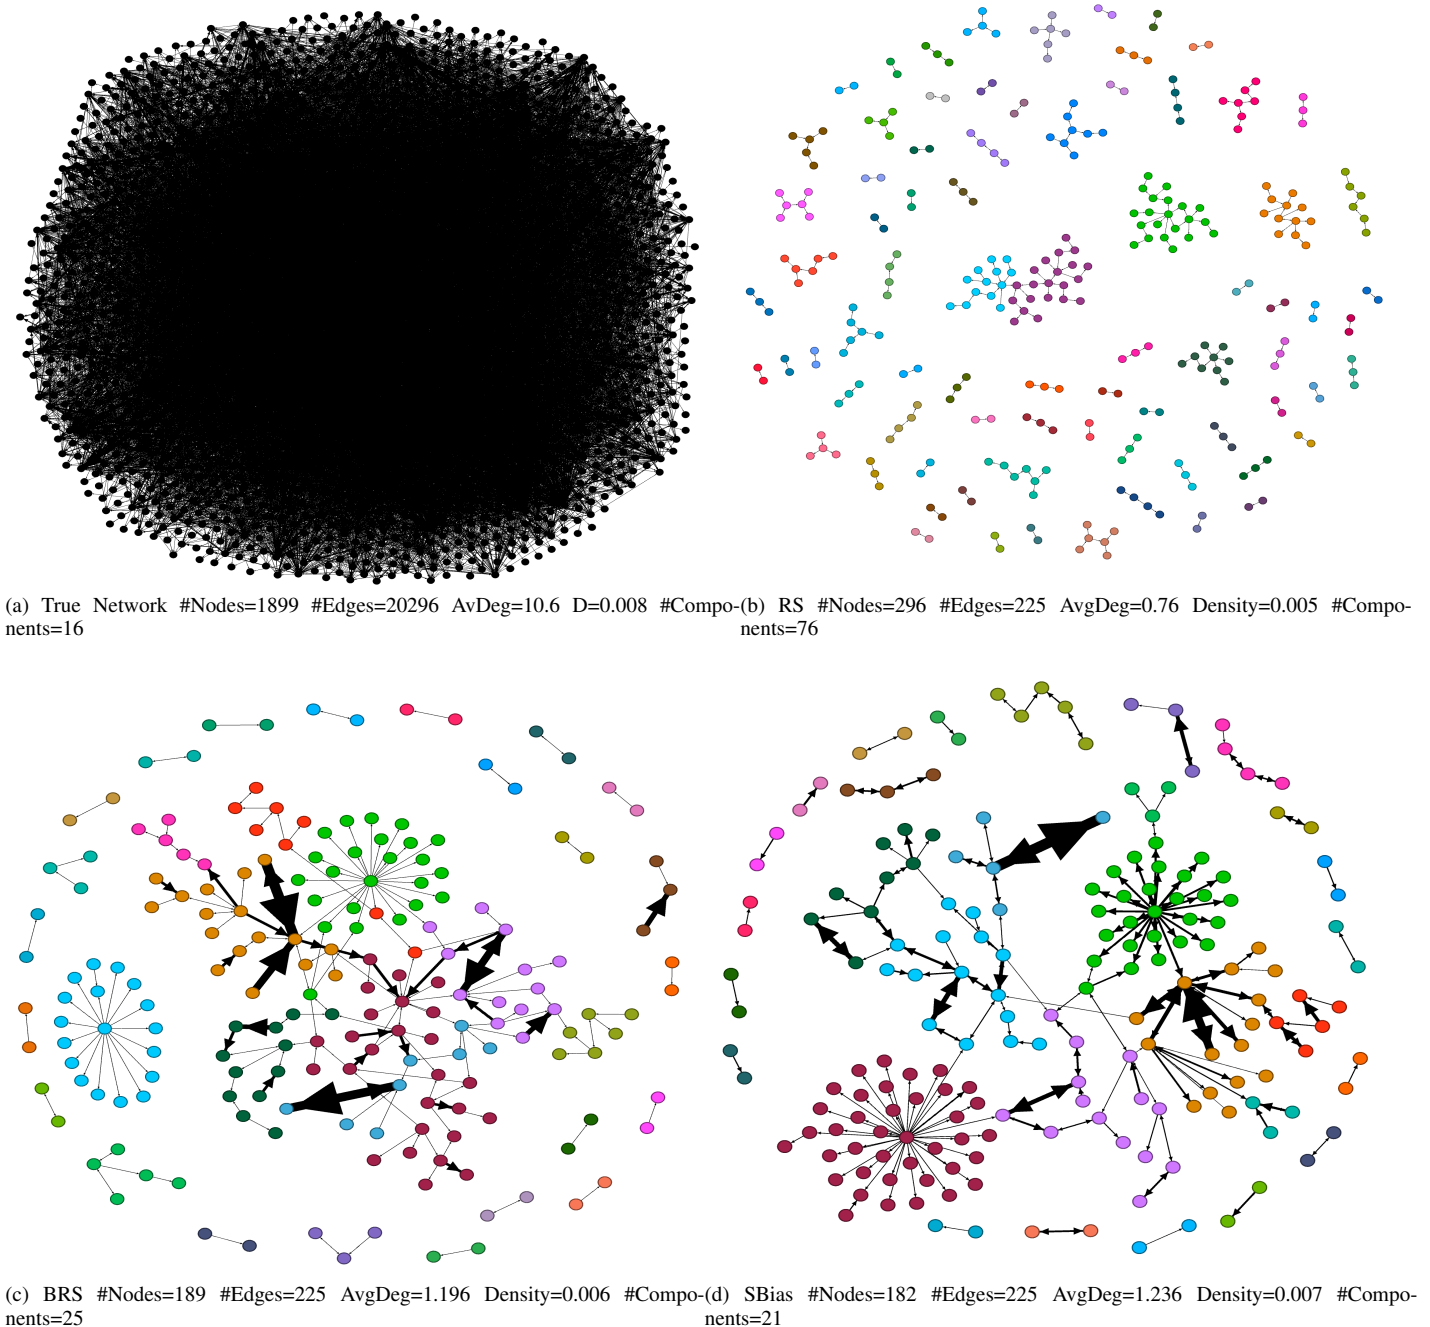 (a) True Network #Nodes=1899 #Edges=20296 AvDeg=10.6 D=0.008 #Compo-
nents=16
(b) RS #Nodes=296 #Edges=225 AvgDeg=0.76 Density=0.005 #Compo-
nents=76
(c) BRS #Nodes=189 #Edges=225 AvgDeg=1.196 Density=0.006 #Compo-
nents=25
(d) SBias #Nodes=182 #Edges=225 AvgDeg=1.236 Density=0.007 #Compo-
nents=21